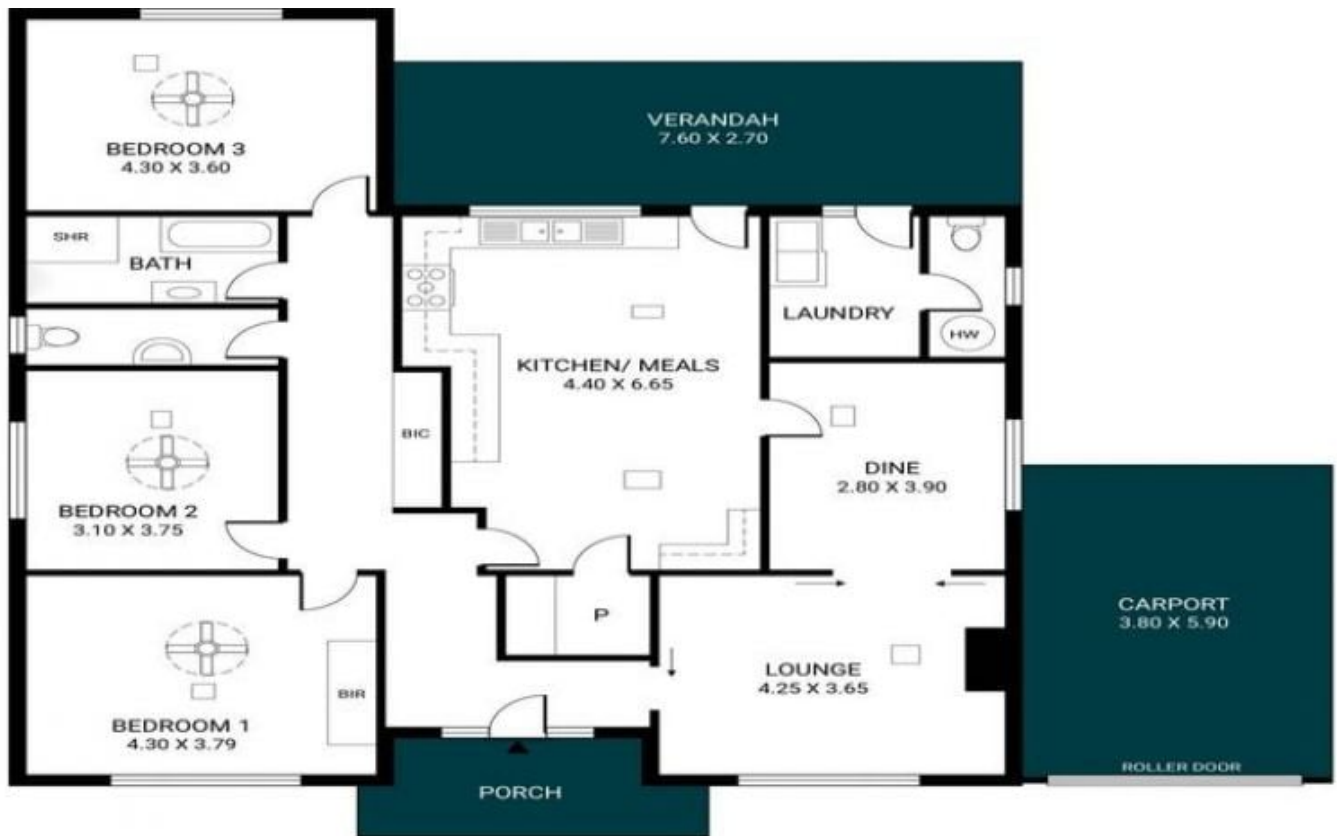 VERANDAH
7.60 X 2.70
BEDROOM 3
4.30 X 3.60
SHR
BATH
LAUNDRY
HW
KITCHEN/ MEALS
4.40 X 6.65
BIC
DINE
2.80 X 3.90
BEDROOM 2
3.10 X 3.75
CARPORT
3.80 X 5.90
P
LOUNGE
4.25 X 3.65
BIR
BEDROOM 1
4.30 X 3.79
ROLLER DOOR
PORCH